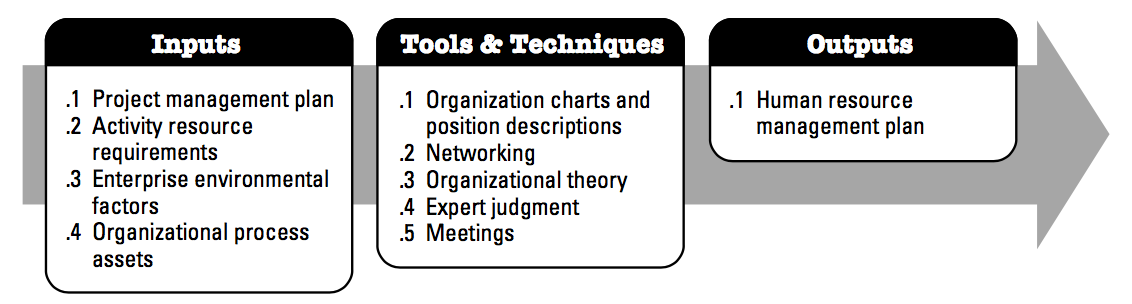 Inputs
.1 Project management plan
.2 Activity resource
requirements
.3 Enterprise environmental
factors
.4 Organizational process
assets
Tools & Techniques
.1 Organization charts and
position descriptions
.2 Networking
.3 Organizational theory
.4 Expert judgment
.5 Meetings
Outputs
.1 Human resource
management plan